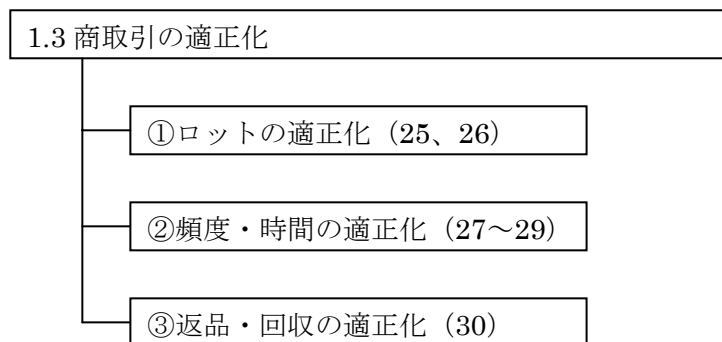 1.3 商取引の適正化
①ロットの適正化（25、26）
②頻度・時間の適正化（27～29）
③返品・回収の適正化（30）